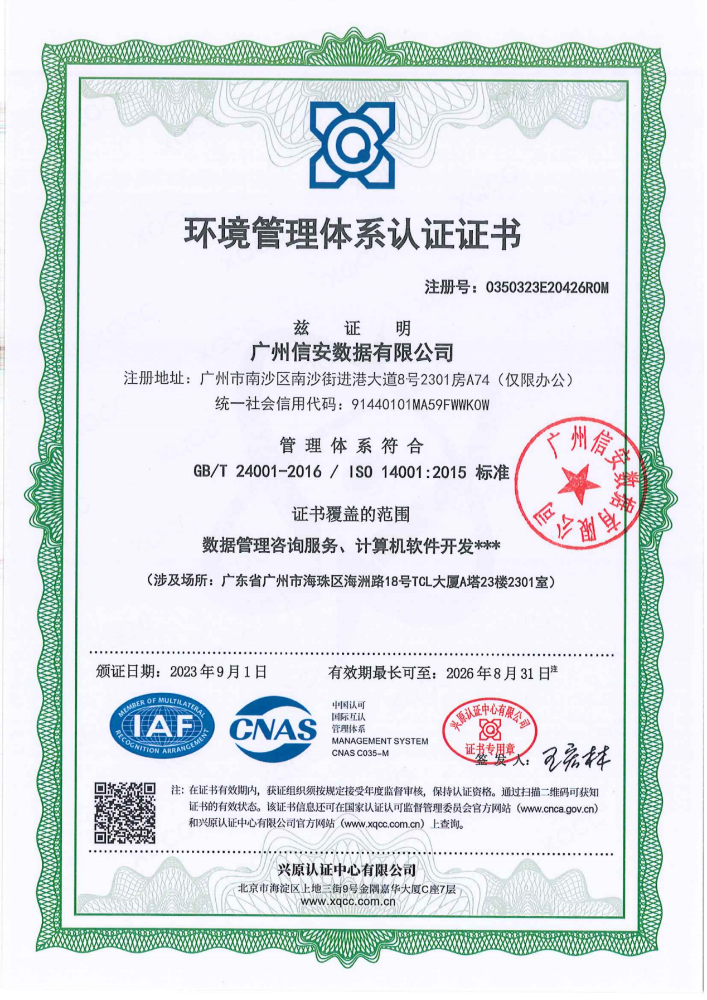 环境管理体系认证证书
注册号：0350323E20426R0M
兹 证 明
广州信安数据有限公司
注册地址：广州市南沙区南沙街进港大道8号2301房A74（仅限办公）
统一社会信用代码：91440101MA59FWWK0W
管理体系符合
GB/T 24001-2016 / ISO 14001:2015 标准
广州信安数据有限公司
证书覆盖的范围
数据管理咨询服务、计算机软件开发***
（涉及场所：广东省广州市海珠区海洲路18号TCL大厦A塔23楼2301室）
颁证日期：2023年9月1日
有效期最长可至：2026年8月31日注
MEMBER OF MULTILATERAL
IAF
RECOGNITION ARRANGEMENT
CNAS
中国认可
国际互认
管理体系
MANAGEMENT SYSTEM
CNAS C035-M
兴原认证中心有限公司
证书专用章
签 发 人：王宏林
注：在证书有效期内，获证组织须按规定接受年度监督审核，保持认证资格。通过扫描二维码可获知
证书的有效状态。该证书信息还可在国家认证认可监督管理委员会官方网站（www.cnca.gov.cn）
和兴原认证中心有限公司官方网站（www.xqcc.com.cn）上查询。
兴原认证中心有限公司
北京市海淀区上地三街9号金隅嘉华大厦C座7层
www.xqcc.com.cn